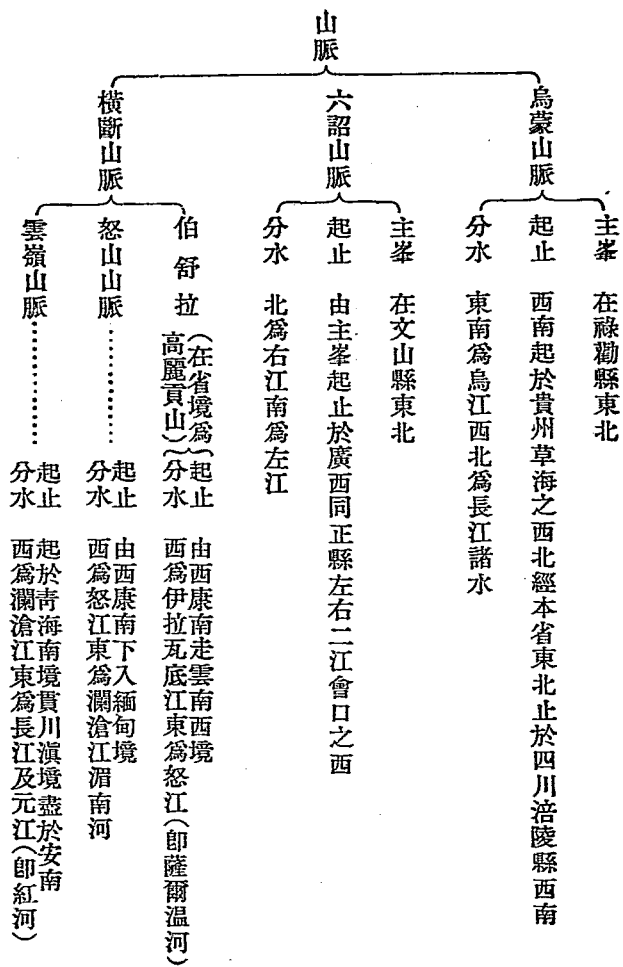 山脈
烏蒙山脈
主峯 在祿勸縣東北
起止 西南起於貴州草海之西北經本省東北止於四川涪陵縣西南
分水 東南爲烏江西北爲長江諸水
六詔山脈
主峯 在文山縣東北
起止 由主峯起止於廣西同正縣左右二江會口之西
分水 北爲右江南爲左江
橫斷山脈
伯舒拉(在省境爲高麗貢山)
起止 由西康南走雲南西境
分水 西爲伊拉瓦底江東爲怒江(卽薩爾温河)
怒山山脈
起止 由西康南下入緬甸境
分水 西爲怒江東爲瀾滄江湄南河
雲嶺山脈
起止 起於靑海南境貫川滇境盡於安南
分水 西爲瀾滄江東爲長江及元江(卽紅河)